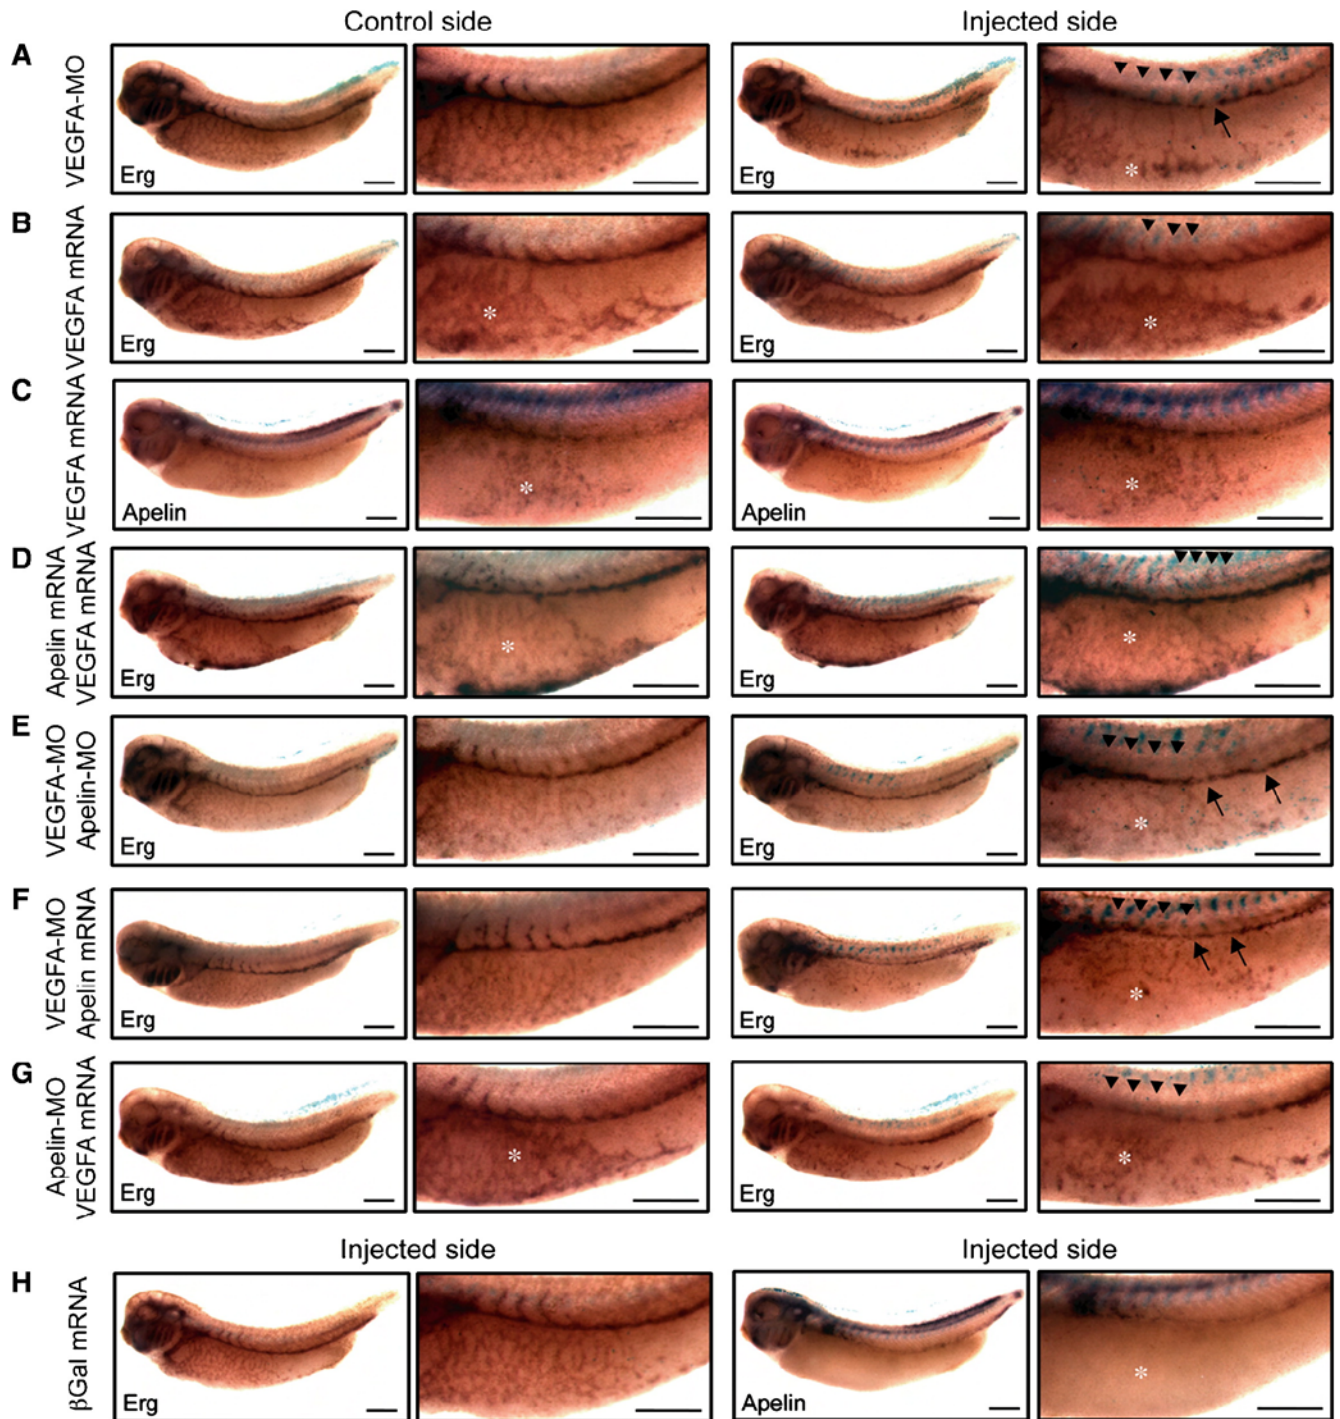 Control side
Injected side
A
VEGFA-MO
Erg
*
Erg
*
B
VEGFA mRNA
Erg
*
Erg
*
C
VEGFA mRNA
Apelin
*
Apelin
*
D
Apelin mRNA
VEGFA mRNA
Erg
*
Erg
*
E
VEGFA-MO
Apelin-MO
Erg
Erg
*
F
VEGFA-MO
Apelin mRNA
Erg
Erg
*
G
Apelin-MO
VEGFA mRNA
Erg
*
Erg
*
Injected side
Injected side
H
βGal mRNA
Erg
Apelin
*